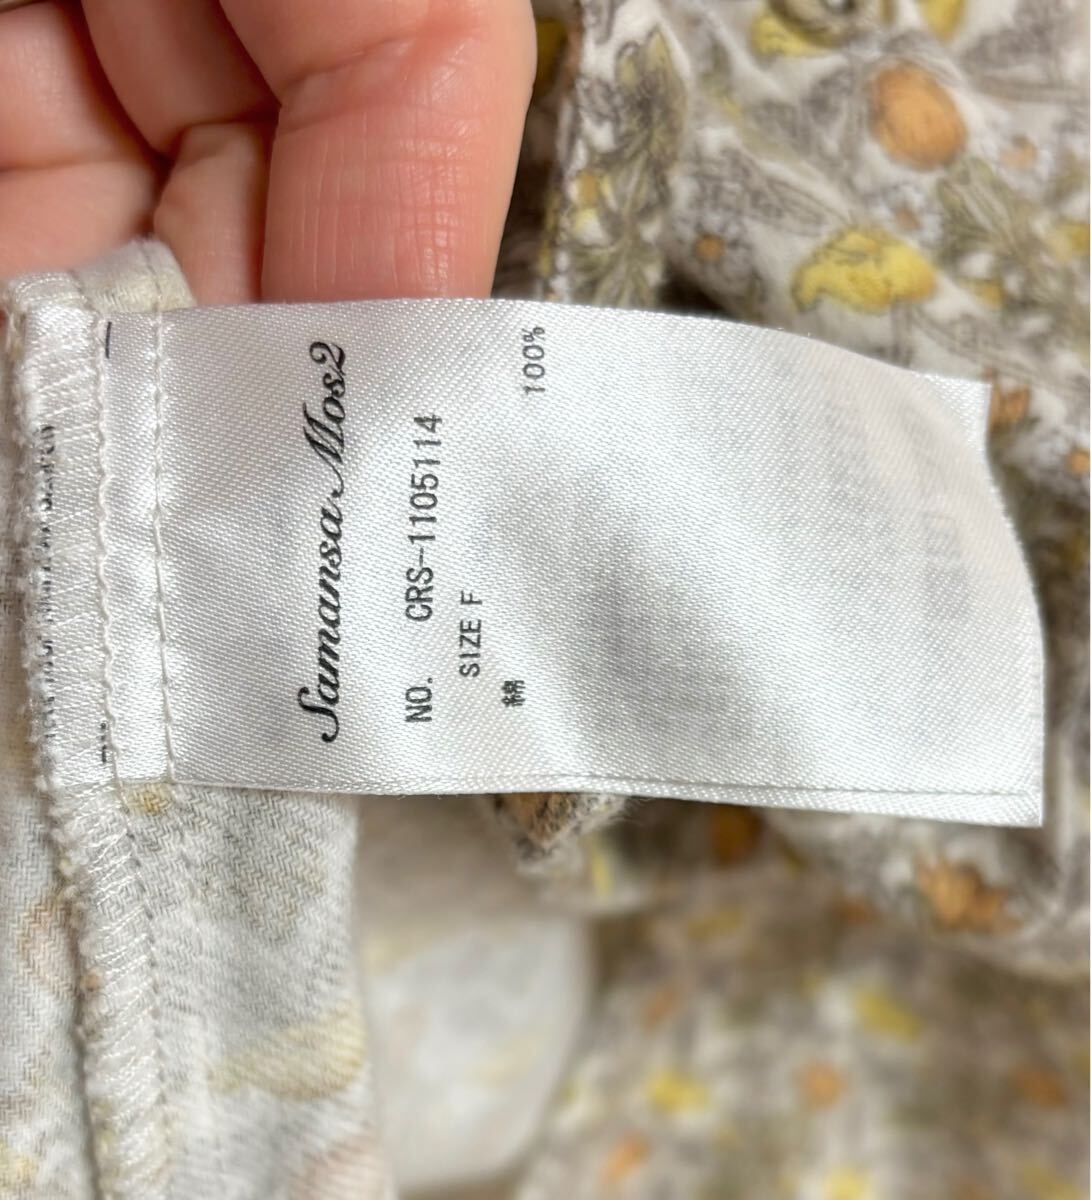 Samansa Mos2
NO. CRS-1105114
SIZE F
綿 100%